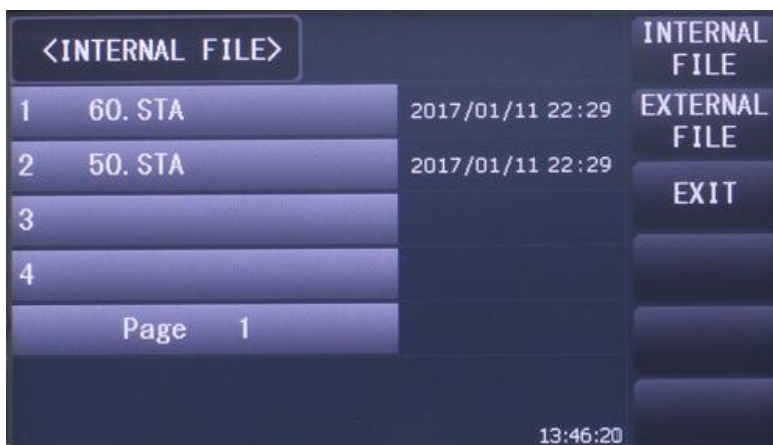 <INTERNAL FILE>
1 60.STA 2017/01/11 22:29
2 50.STA 2017/01/11 22:29
3
4
Page 1
13:46:20
INTERNAL
FILE
EXTERNAL
FILE
EXIT